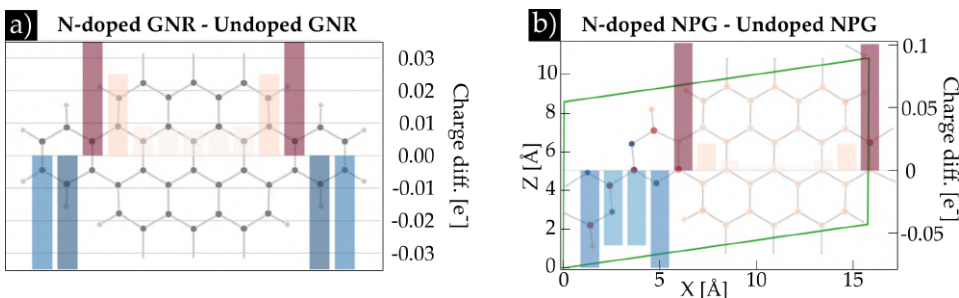 a)
N-doped GNR - Undoped GNR
0.03
0.02
0.01
0.00
-0.01
-0.02
-0.03
Charge diff. [e⁻]
b)
N-doped NPG - Undoped NPG
10
8
6
4
2
0
Z [Å]
0
5
10
15
X [Å]
0.1
0.05
0
-0.05
Charge diff. [e⁻]